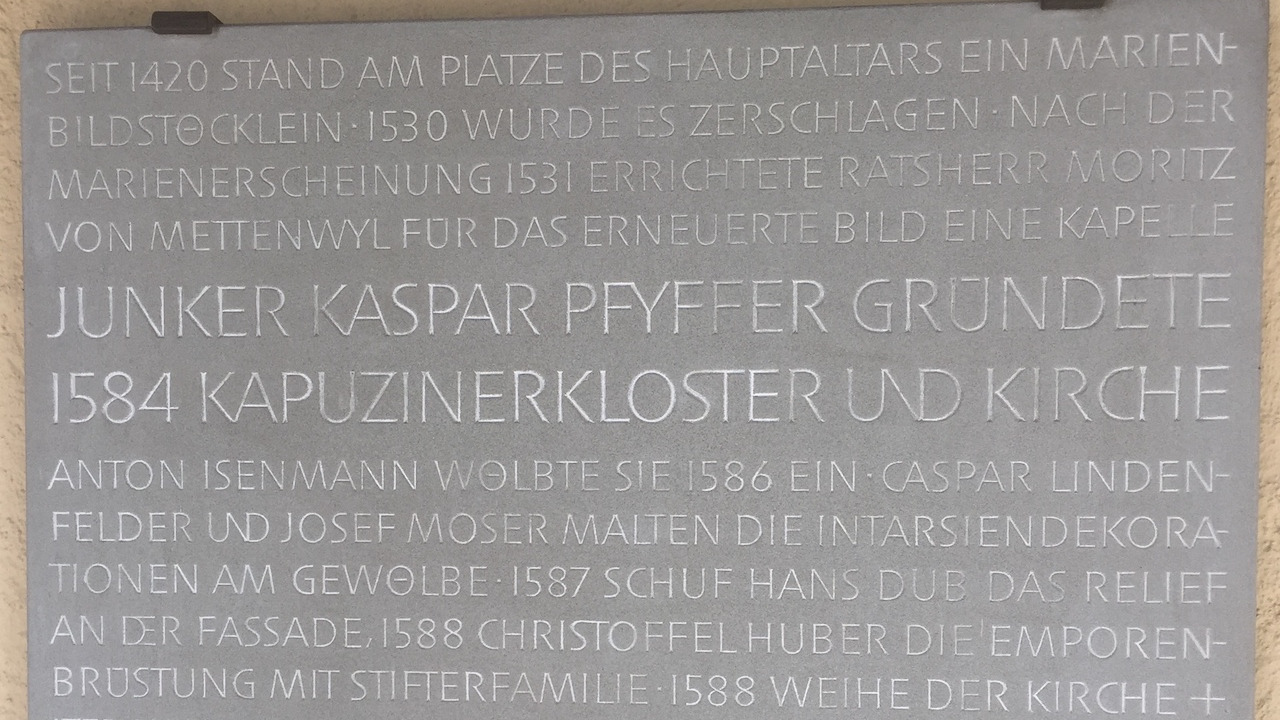 SEIT 1420 STAND AM PLATZE DES HAUPTALTARS EIN MARIEN-
BILDSTÖCKLEIN · 1530 WURDE ES ZERSCHLAGEN · NACH DER
MARIENERSCHEINUNG 1531 ERRICHTETE RATSHERR MORITZ
VON METTENWYL FÜR DAS ERNEUERTE BILD EINE KAPELLE
JUNKER KASPAR PFYFFER GRÜNDETE
1584 KAPUZINERKLOSTER UND KIRCHE
ANTON ISENMANN WÖLBTE SIE 1586 EIN · CASPAR LINDEN-
FELDER UND JOSEF MOSER MALTEN DIE INTARSIENDEKORA-
TIONEN AM GEWÖLBE · 1587 SCHUF HANS DUB DAS RELIEF
AN DER FASSADE, 1588 CHRISTOFFEL HUBER DIE EMPOREN-
BRÜSTUNG MIT STIFTERFAMILIE · 1588 WEIHE DER KIRCHE +